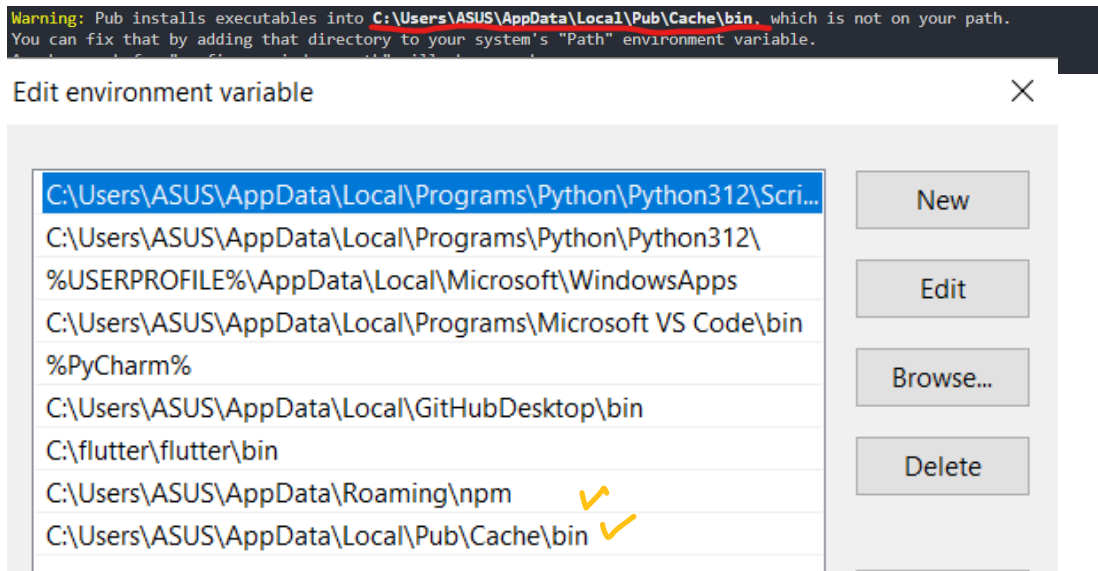 Warning: Pub installs executables into C:\Users\ASUS\AppData\Local\Pub\Cache\bin, which is not on your path.
You can fix that by adding that directory to your system's "Path" environment variable.
Edit environment variable
C:\Users\ASUS\AppData\Local\Programs\Python\Python312\Scri...
C:\Users\ASUS\AppData\Local\Programs\Python\Python312\
%USERPROFILE%\AppData\Local\Microsoft\WindowsApps
C:\Users\ASUS\AppData\Local\Programs\Microsoft VS Code\bin
%PyCharm%
C:\Users\ASUS\AppData\Local\GitHubDesktop\bin
C:\flutter\flutter\bin
C:\Users\ASUS\AppData\Roaming\npm
C:\Users\ASUS\AppData\Local\Pub\Cache\bin
New
Edit
Browse...
Delete